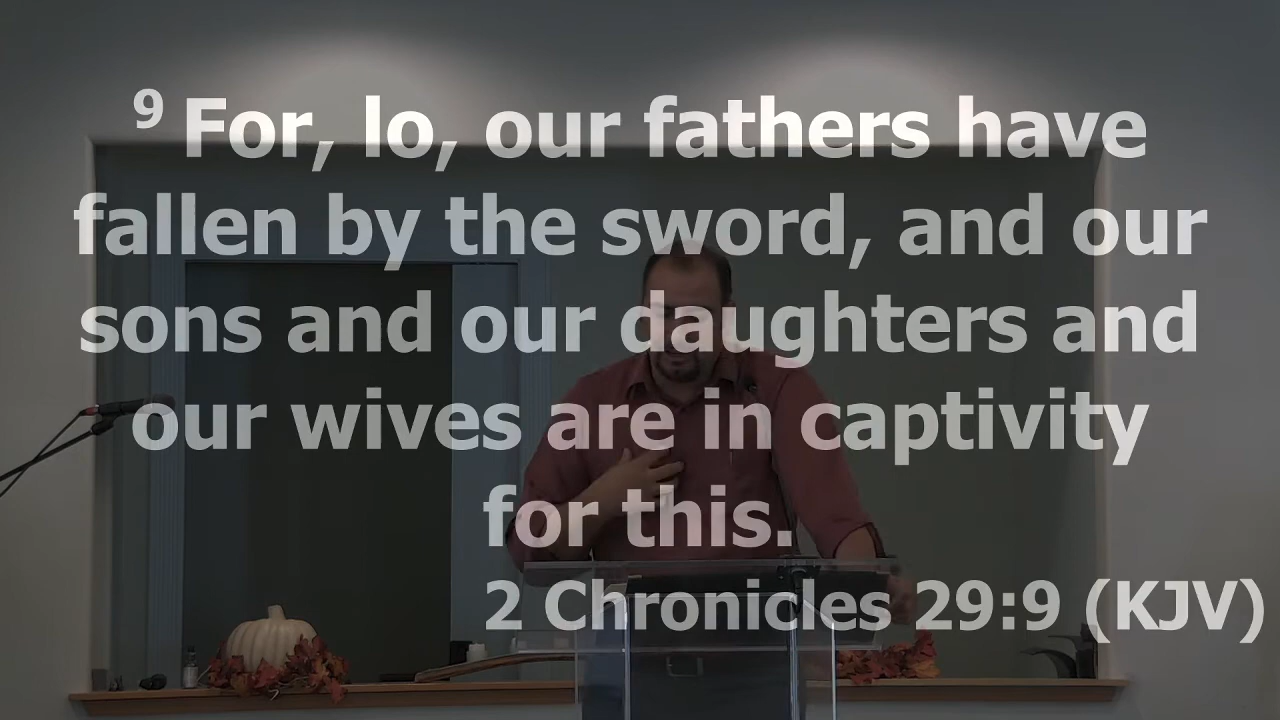 9 For, lo, our fathers have
fallen by the sword, and our
sons and our daughters and
our wives are in captivity
for this.
2 Chronicles 29:9 (KJV)